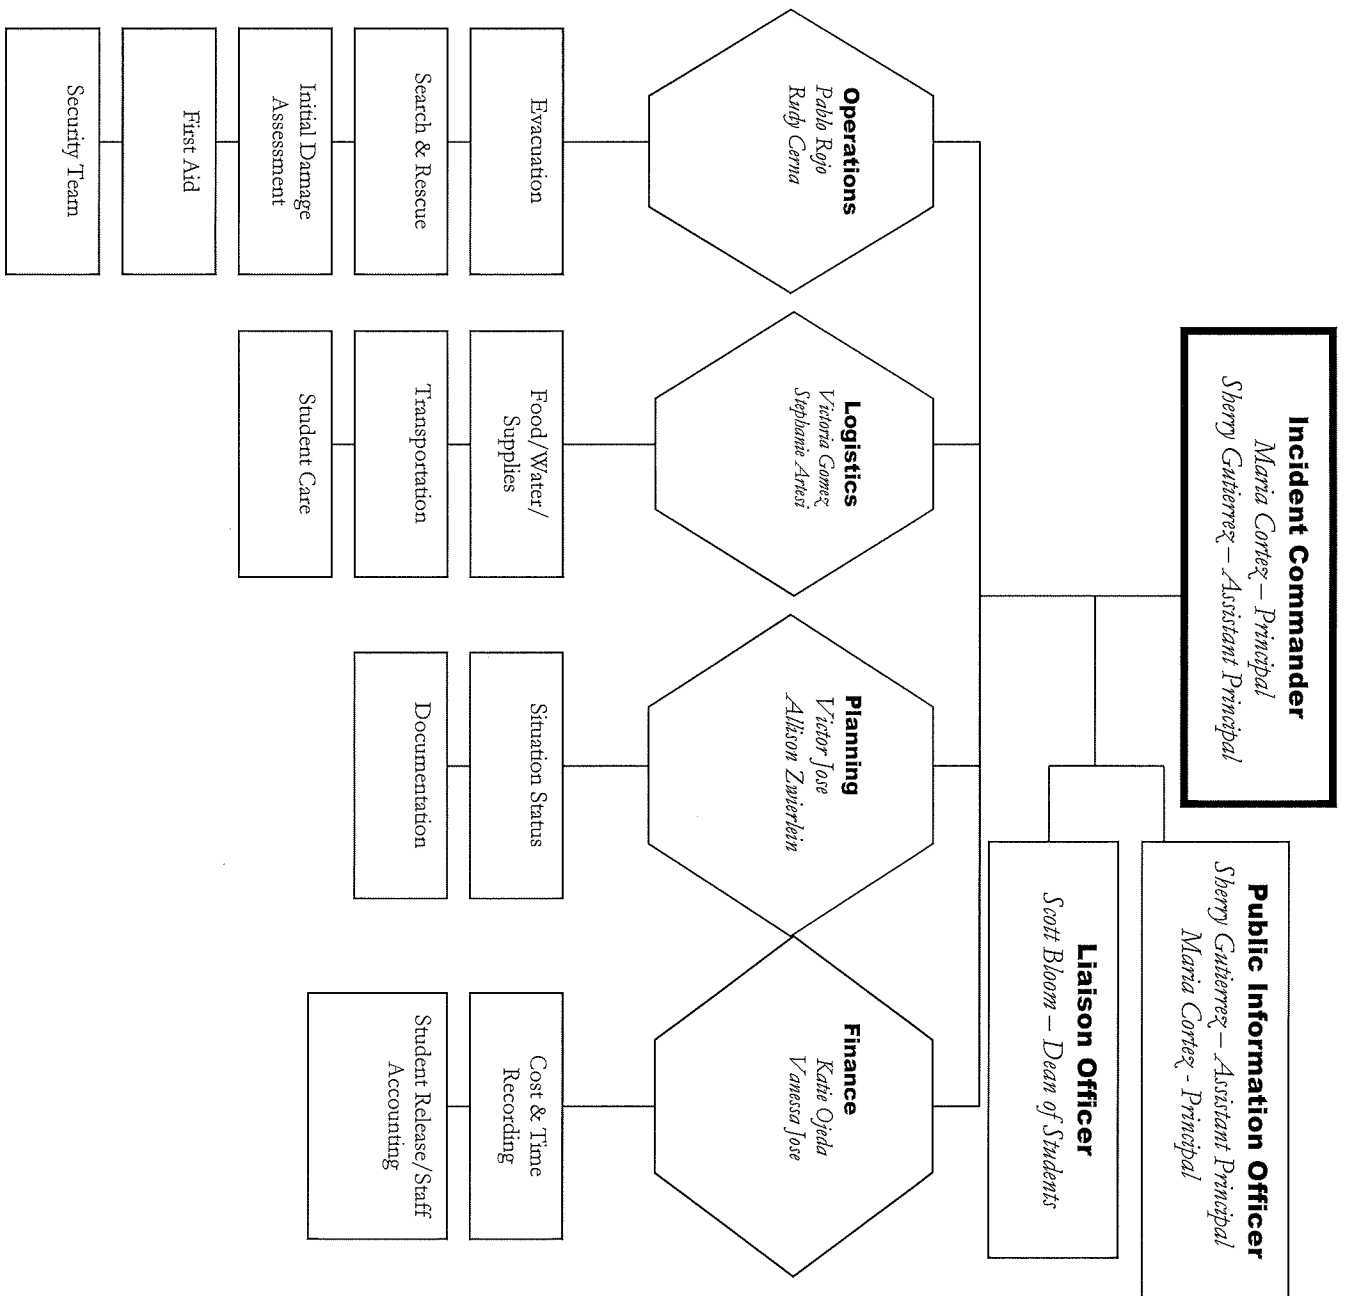 Incident Commander
Maria Cortez – Principal
Sherry Gutierrez – Assistant Principal
Public Information Officer
Sherry Gutierrez – Assistant Principal
Maria Cortez - Principal
Liaison Officer
Scott Bloom – Dean of Students
Operations
Pablo Rojo
Rudy Cerna
Logistics
Victoria Gomez
Stephanie Artesi
Planning
Victor Jose
Allison Zwierlein
Finance
Katie Ojeda
Vanessa Jose
Evacuation
Search & Rescue
Initial Damage
Assessment
First Aid
Security Team
Food/Water/
Supplies
Transportation
Student Care
Situation Status
Documentation
Cost & Time
Recording
Student Release/Staff
Accounting